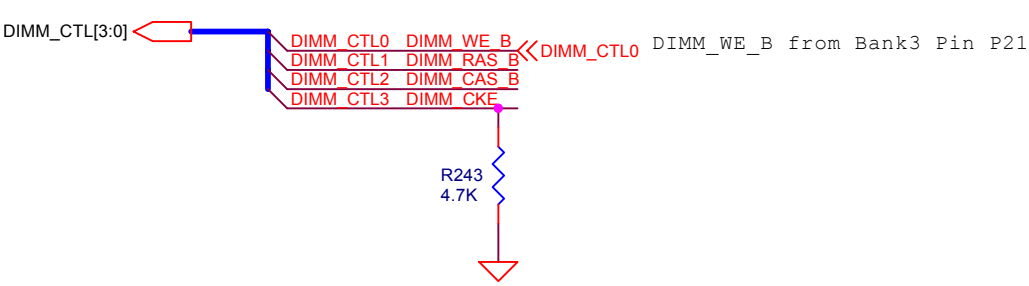 DIMM_CTL[3:0]
DIMM_CTL0 DIMM_WE_B DIMM_CTL0 DIMM_WE_B from Bank3 Pin P21
DIMM_CTL1 DIMM_RAS_B
DIMM_CTL2 DIMM_CAS_B
DIMM_CTL3 DIMM_CKE
R243
4.7K